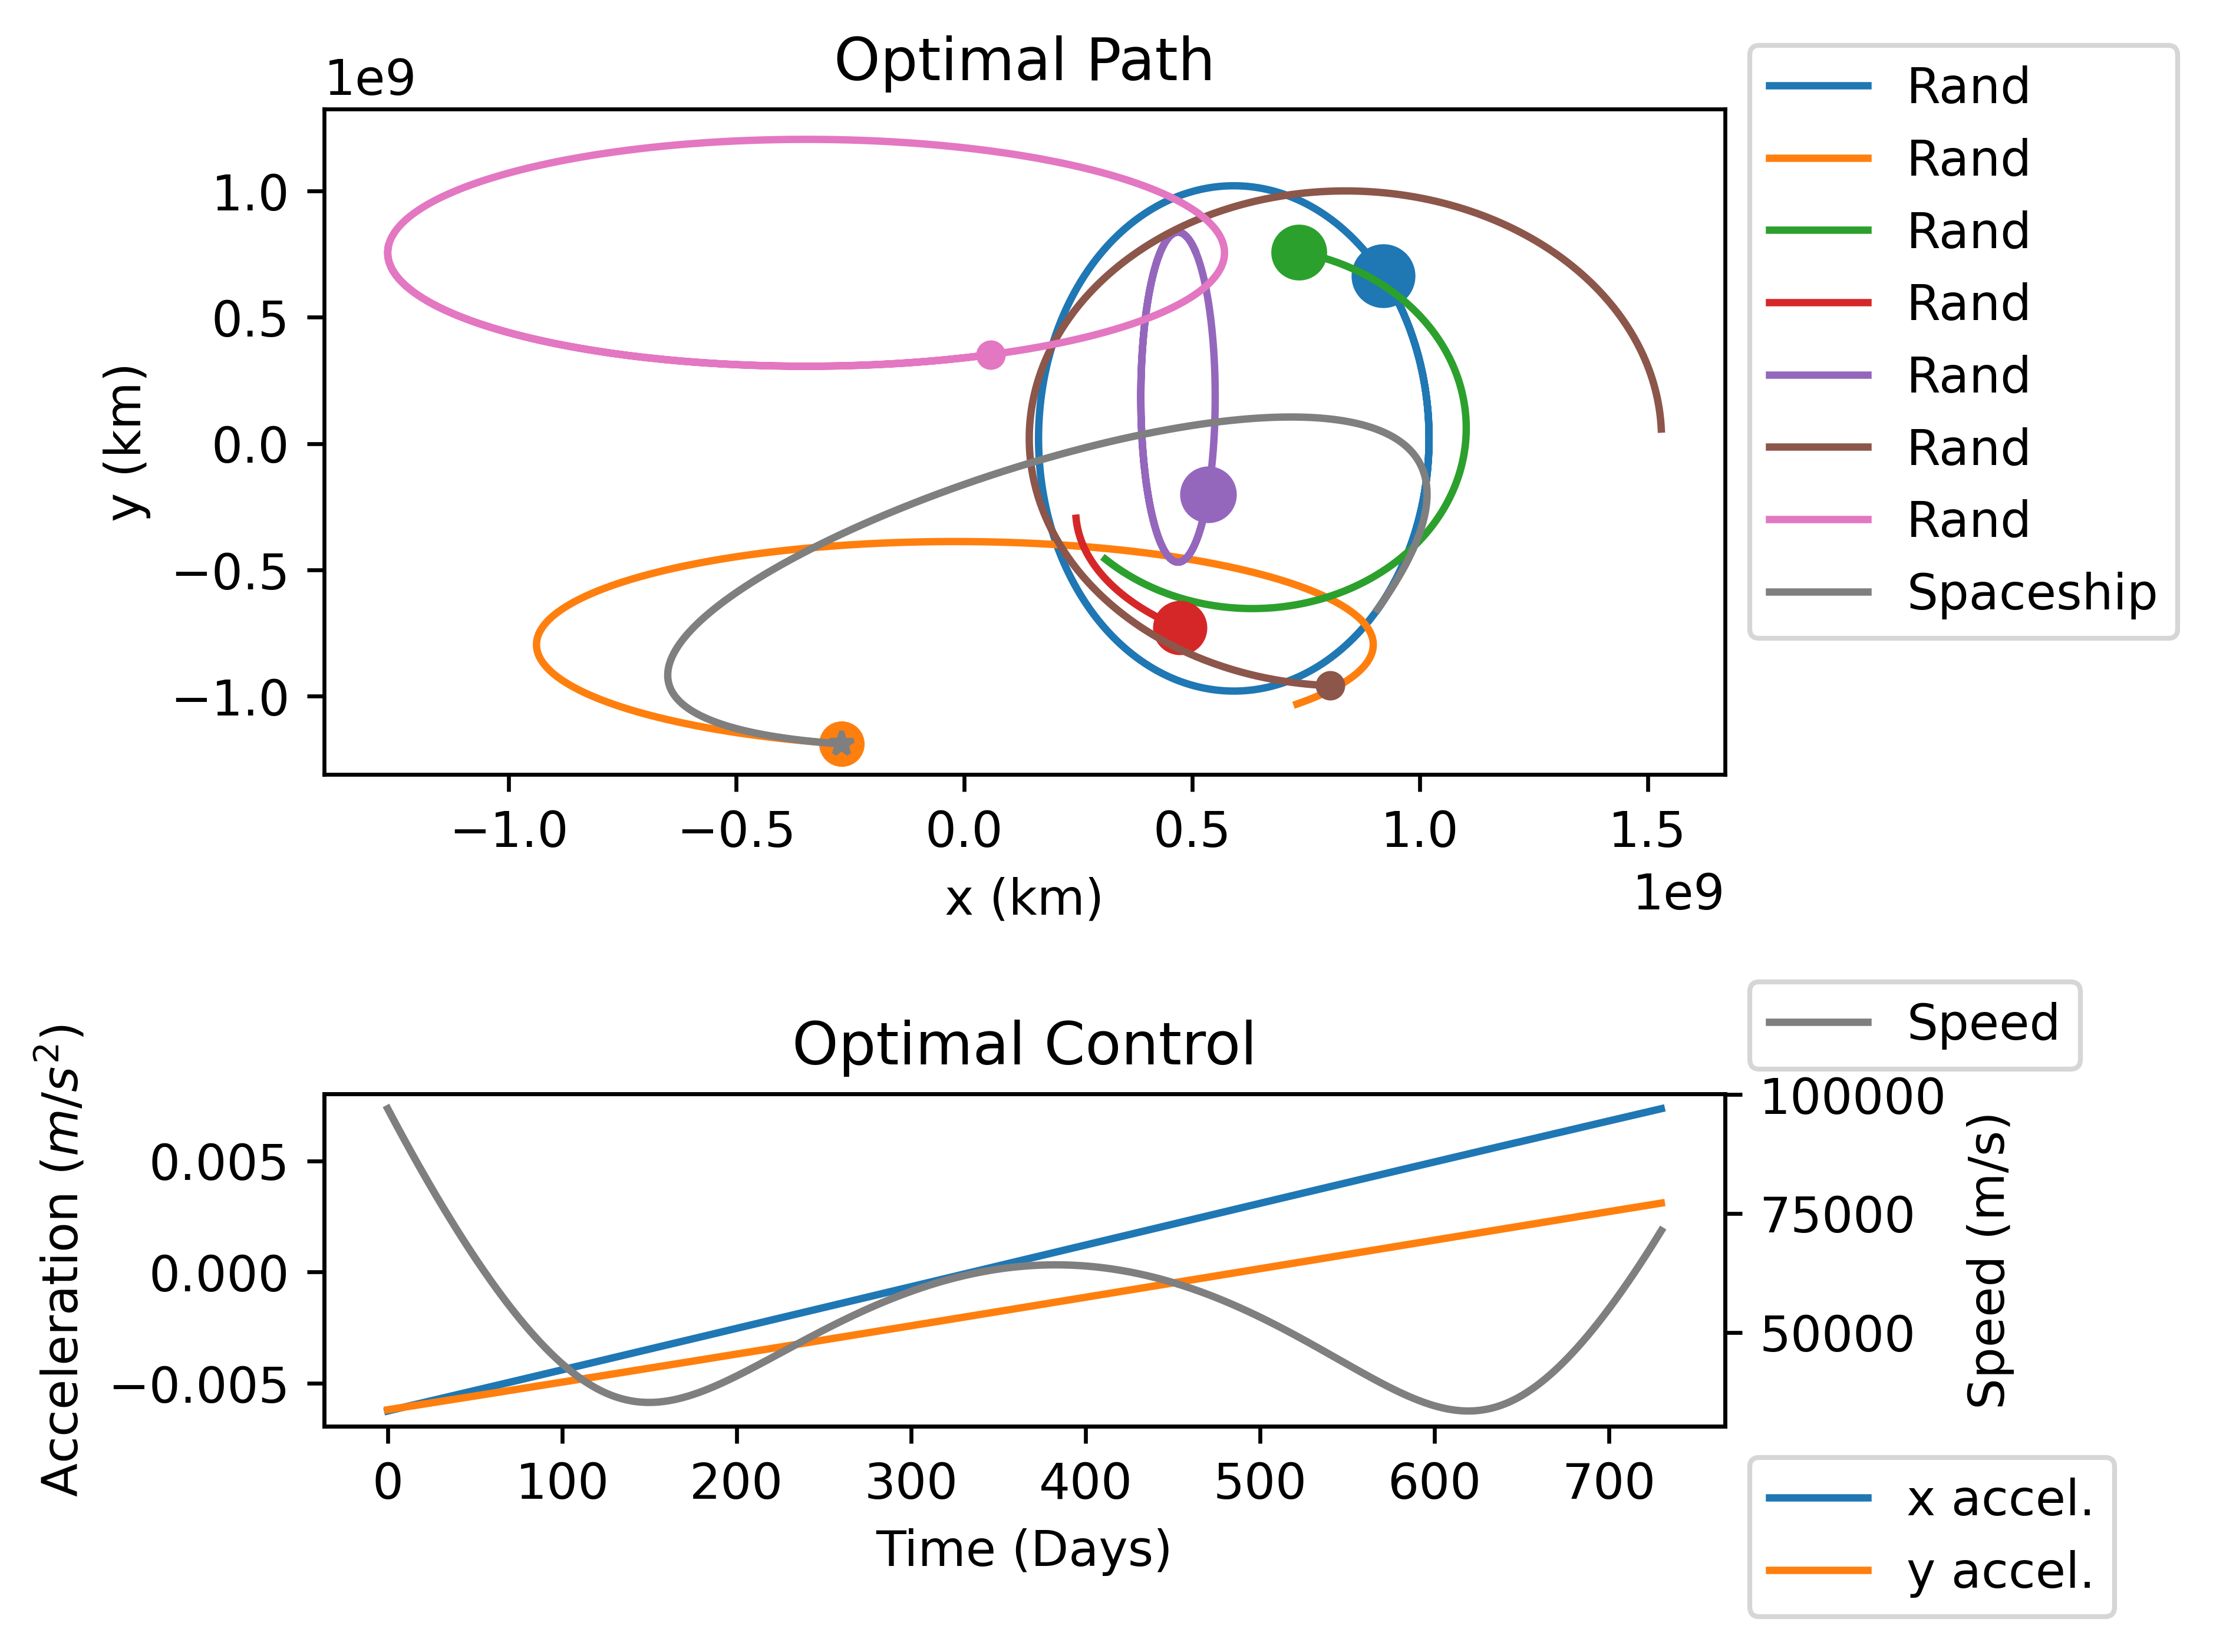 Optimal Path
1e9
1.0
0.5
0.0
−0.5
−1.0
y (km)
−1.0 −0.5 0.0 0.5 1.0 1.5
x (km)
1e9
Rand
Rand
Rand
Rand
Rand
Rand
Rand
Spaceship
Optimal Control
Speed
0.005
0.000
−0.005
Acceleration (m/s²)
100000
75000
50000
Speed (m/s)
0 100 200 300 400 500 600 700
Time (Days)
x accel.
y accel.